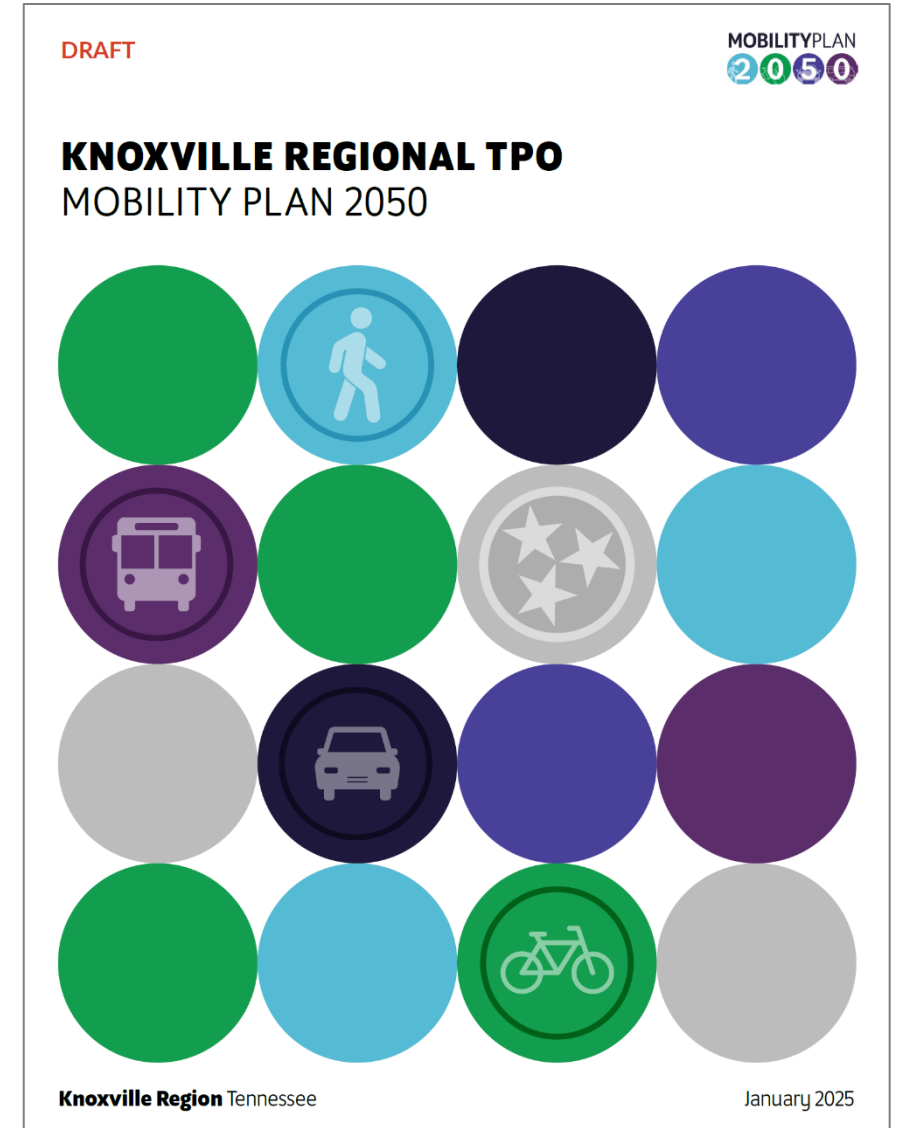 DRAFT
MOBILITYPLAN
2050
KNOXVILLE REGIONAL TPO
MOBILITY PLAN 2050
Knoxville Region Tennessee
January 2025